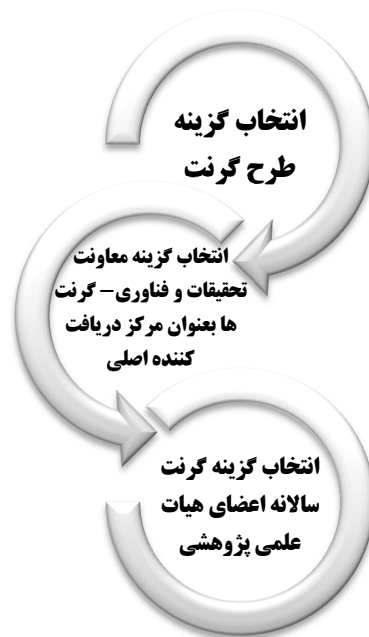 انتخاب گزینه
طرح گرنت
انتخاب گزینه معاونت
تحقیقات و فناوری- گرنت
ها بعنوان مرکز دریافت
کننده اصلی
انتخاب گزینه گرنت
سالانه اعضای هیات
علمی پژوهشی